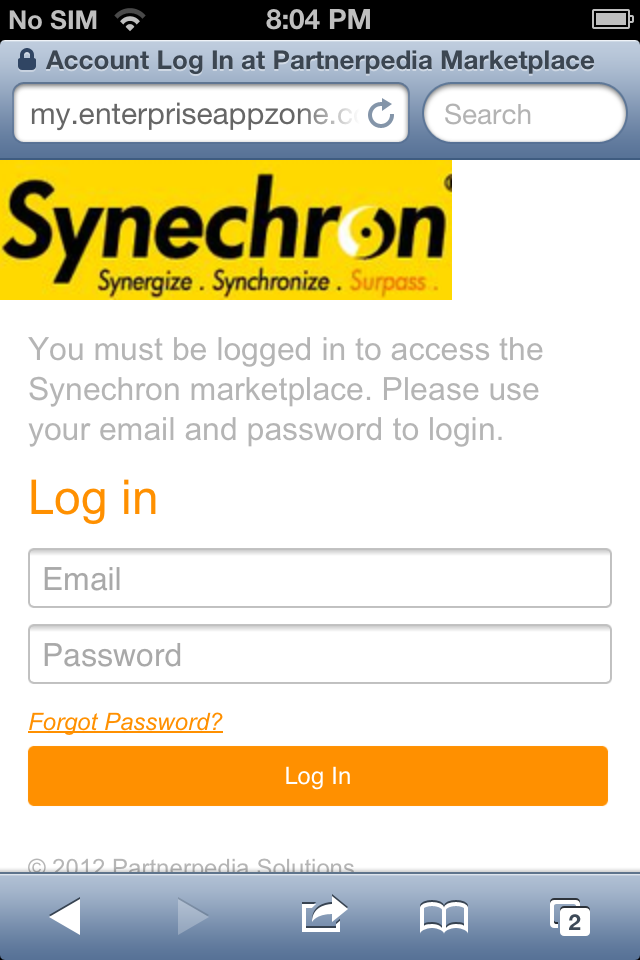 No SIM 8:04 PM
Account Log In at Partnerpedia Marketplace
my.enterpriseappzone.c Search
Synechron
Synergize . Synchronize . Surpass .
You must be logged in to access the
Synechron marketplace. Please use
your email and password to login.
Log in
Email
Password
Forgot Password?
Log In
© 2012 Partnerpedia Solutions
2